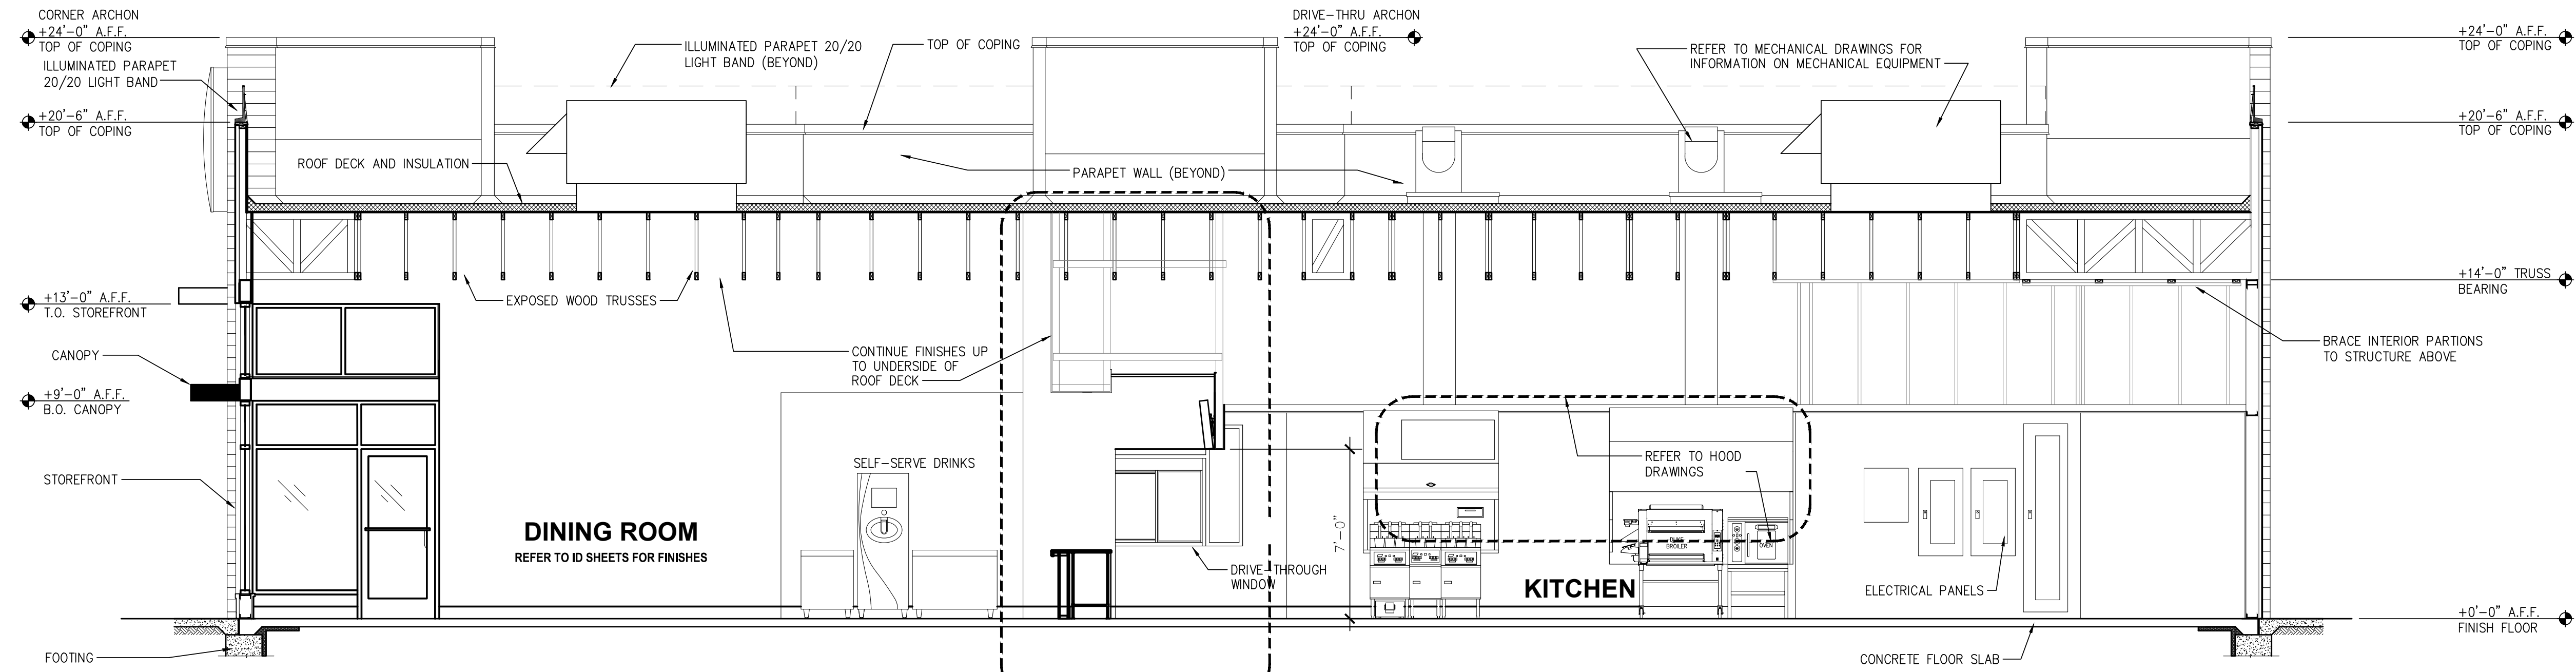 CORNER ARCHON
+24'-0" A.F.F.
TOP OF COPING
ILLUMINATED PARAPET
20/20 LIGHT BAND
+20'-6" A.F.F.
TOP OF COPING
+13'-0" A.F.F.
T.O. STOREFRONT
CANOPY
+9'-0" A.F.F.
B.O. CANOPY
STOREFRONT
FOOTING
ILLUMINATED PARAPET 20/20
LIGHT BAND (BEYOND)
TOP OF COPING
ROOF DECK AND INSULATION
EXPOSED WOOD TRUSSES
CONTINUE FINISHES UP
TO UNDERSIDE OF
ROOF DECK
SELF-SERVE DRINKS
DINING ROOM
REFER TO ID SHEETS FOR FINISHES
DRIVE-THRU ARCHON
+24'-0" A.F.F.
TOP OF COPING
PARAPET WALL (BEYOND)
DRIVE-THROUGH
WINDOW
7'-0"
REFER TO MECHANICAL DRAWINGS FOR
INFORMATION ON MECHANICAL EQUIPMENT
REFER TO HOOD
DRAWINGS
DUKE
BROILER
OVEN
KITCHEN
ELECTRICAL PANELS
CONCRETE FLOOR SLAB
+24'-0" A.F.F.
TOP OF COPING
+20'-6" A.F.F.
TOP OF COPING
+14'-0" TRUSS
BEARING
BRACE INTERIOR PARTIONS
TO STRUCTURE ABOVE
+0'-0" A.F.F.
FINISH FLOOR